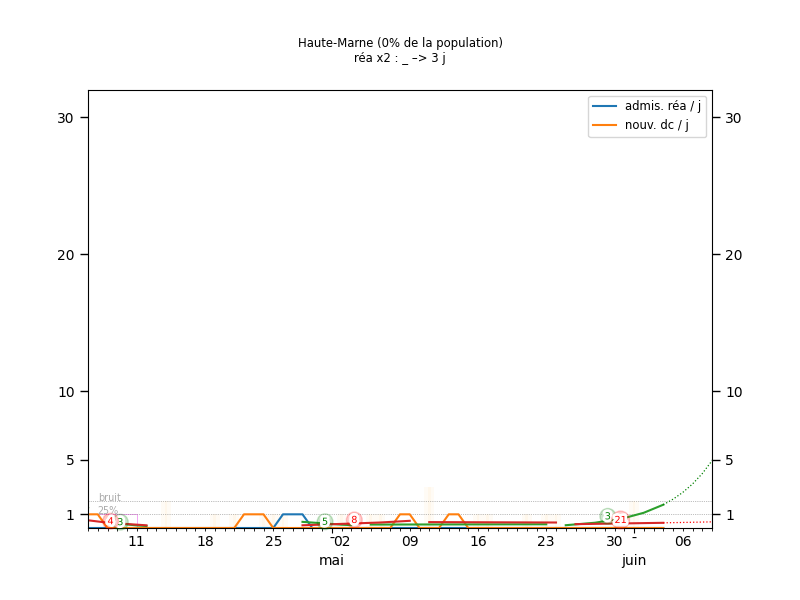 Haute-Marne (0% de la population)
réa x2 : _ –> 3 j
admis. réa / j
nouv. dc / j
30 30
20 20
10 10
5 5
1 1
bruit
25%
4 3 5 8 3 21
11 18 25 02 09 16 23 30 06
mai juin